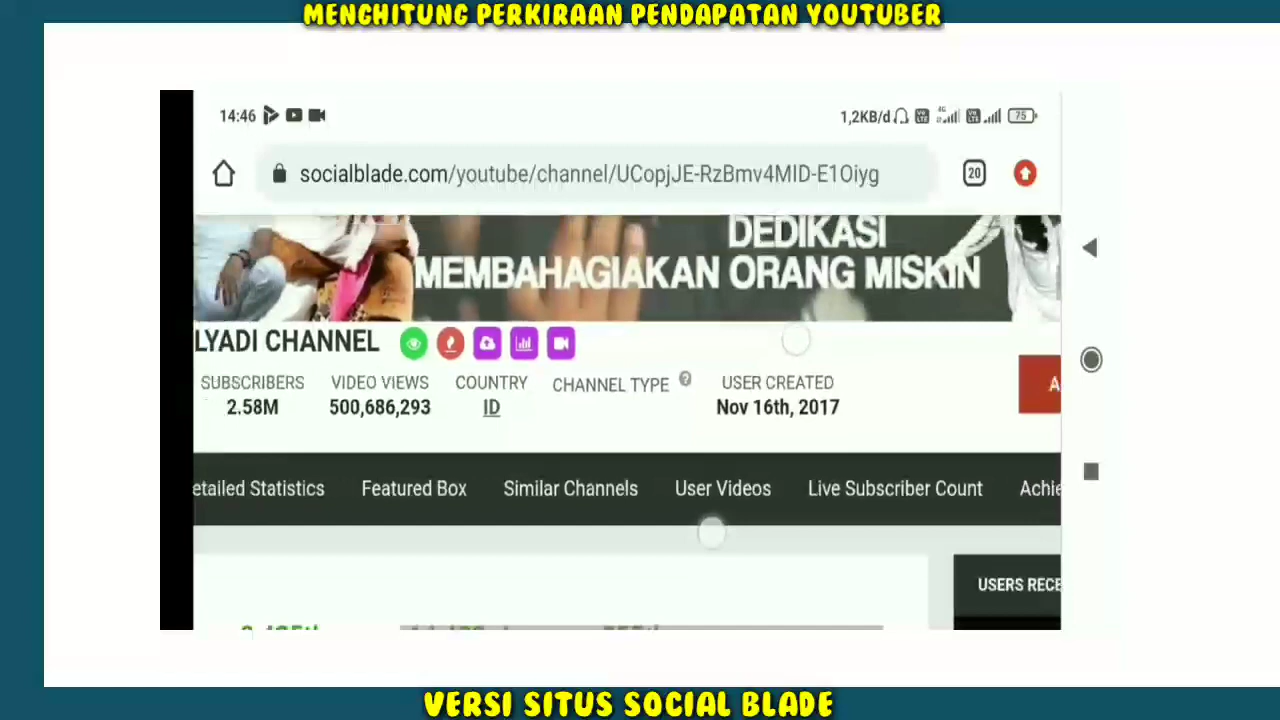 MENGHITUNG PERKIRAAN PENDAPATAN YOUTUBER
14:46
1,2KB/d
4G
75
socialblade.com/youtube/channel/UCopjJE-RzBmv4MID-E1Oiyg
20
DEDIKASI
MEMBAHAGIAKAN ORANG MISKIN
LYADI CHANNEL
SUBSCRIBERS VIDEO VIEWS COUNTRY CHANNEL TYPE ? USER CREATED
2.58M 500,686,293 ID Nov 16th, 2017
A
etailed Statistics Featured Box Similar Channels User Videos Live Subscriber Count Achie
USERS RECE
VERSI SITUS SOCIAL BLADE